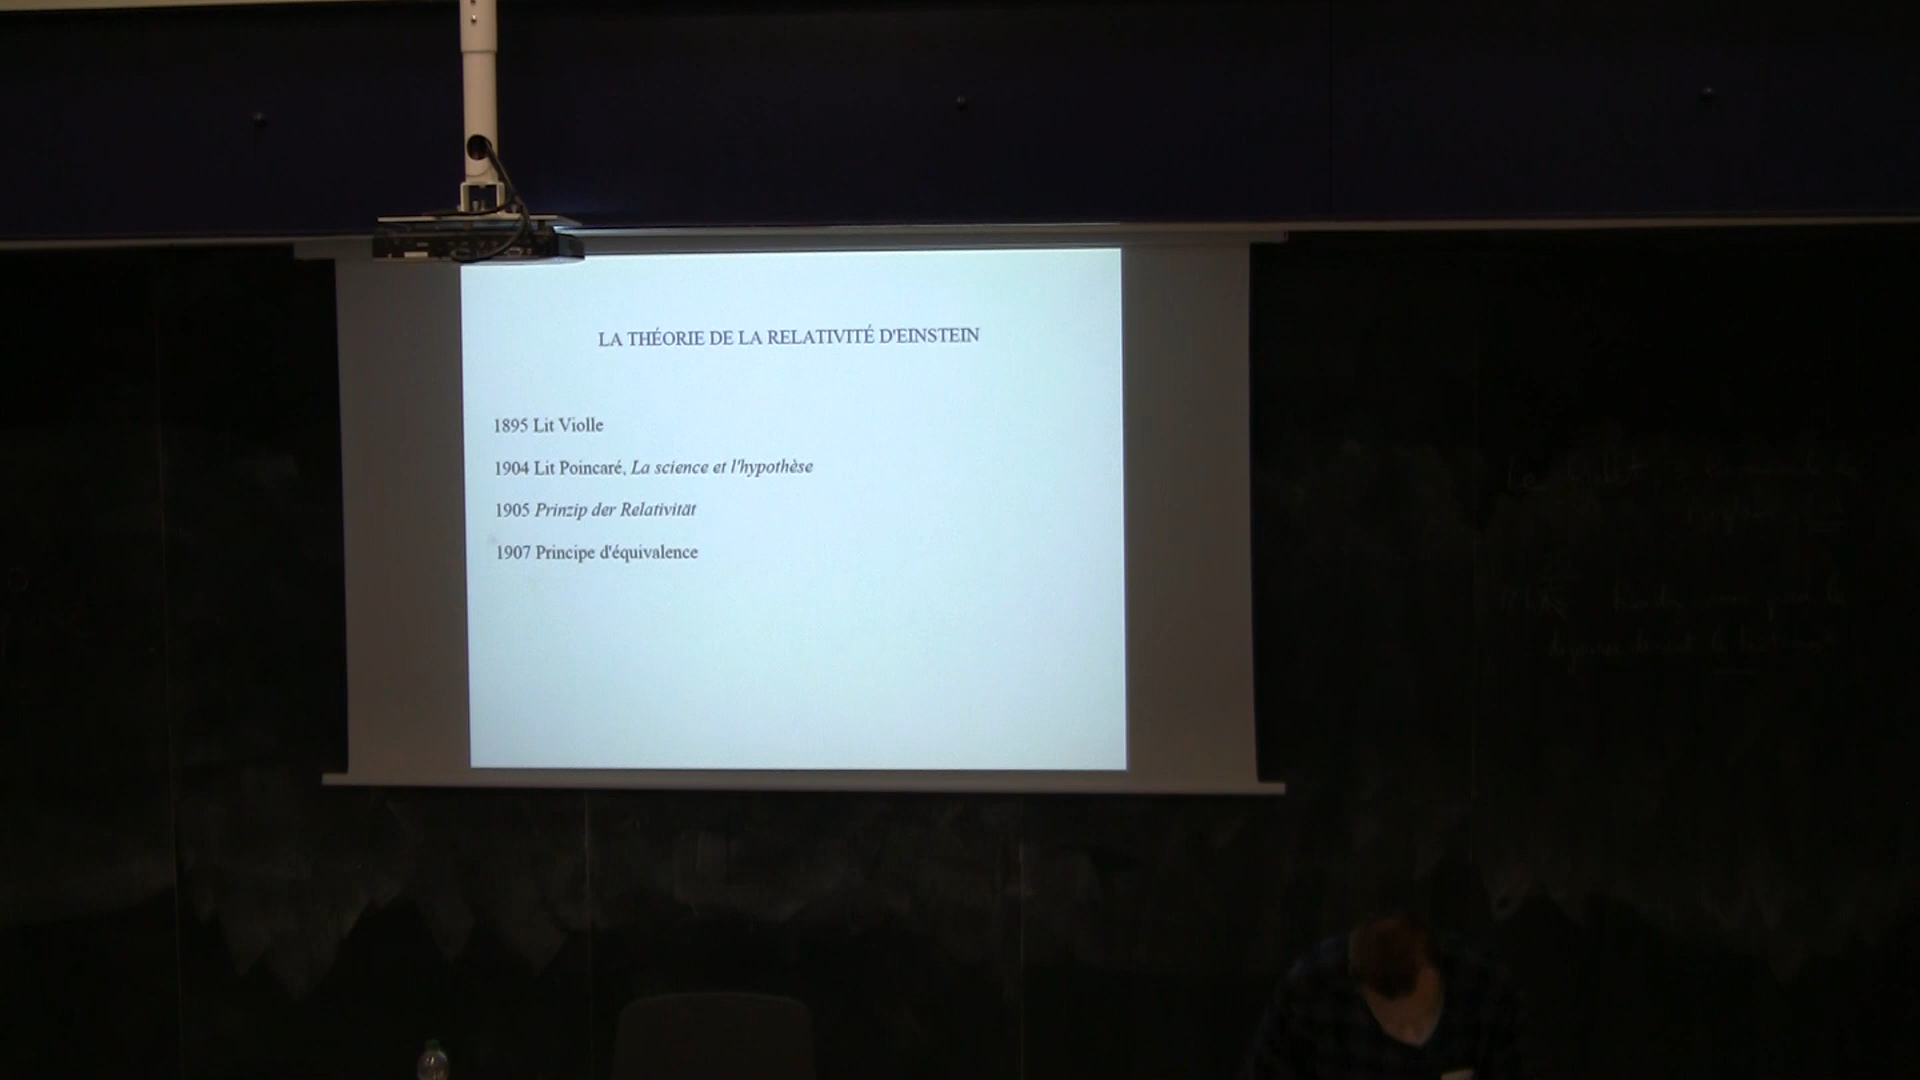 LA THÉORIE DE LA RELATIVITÉ D'EINSTEIN
1895 Lit Violle
1904 Lit Poincaré, La science et l'hypothèse
1905 Prinzip der Relativität
1907 Principe d'équivalence